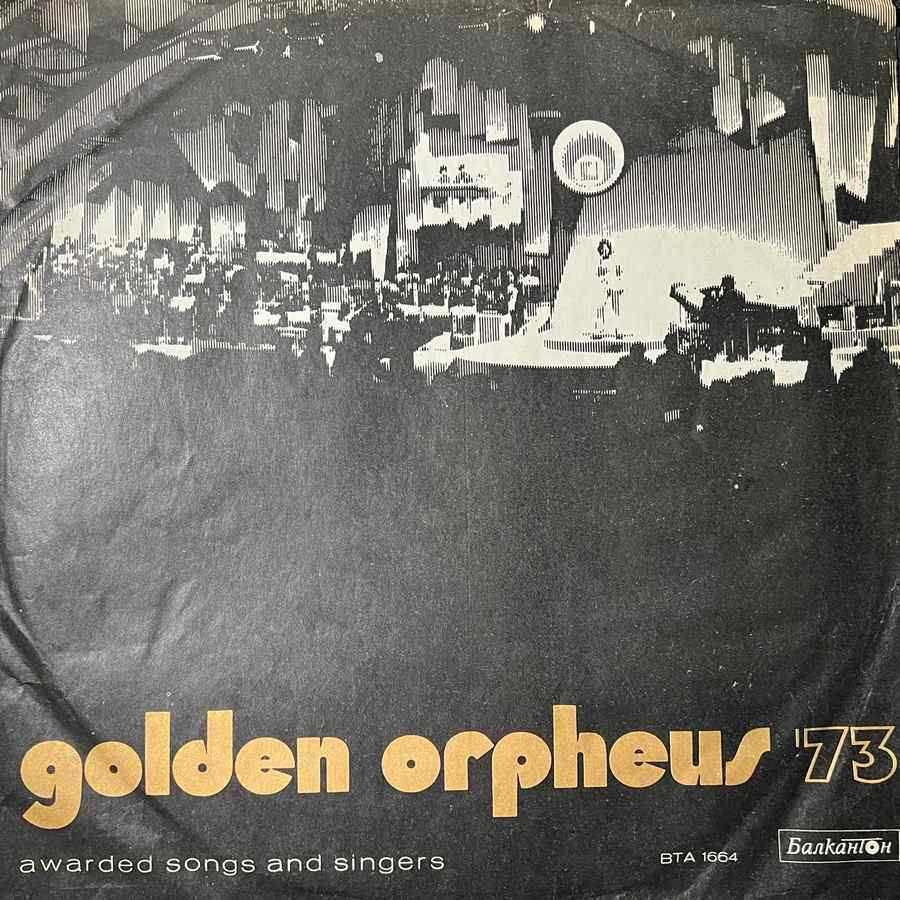 golden orpheus '73
awarded songs and singers
BTA 1664
Балкантон